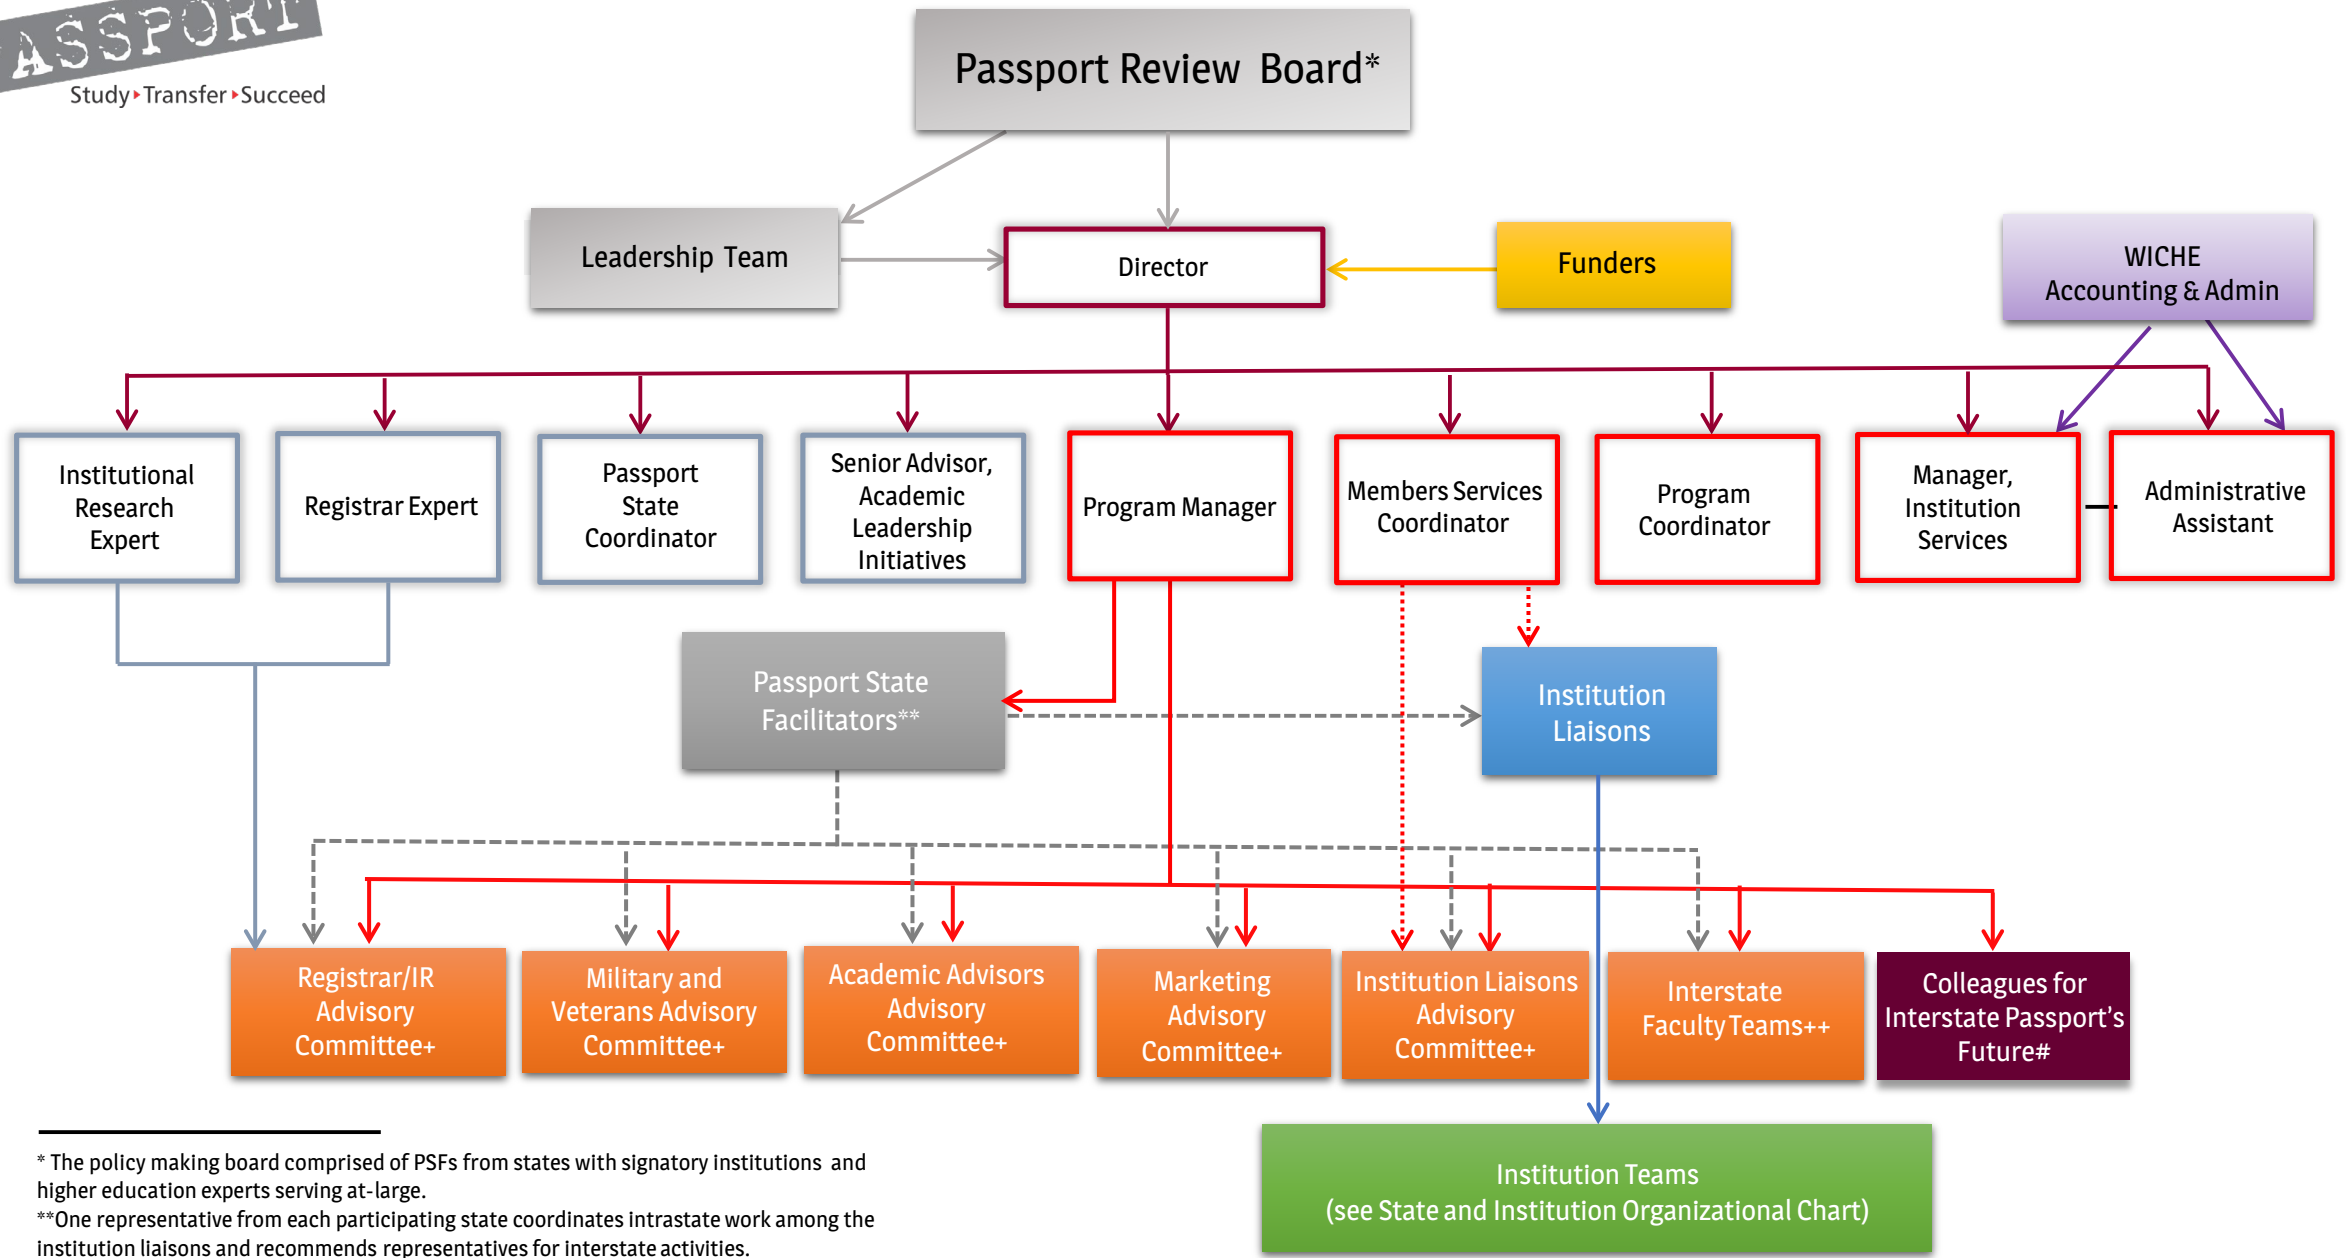 ASSPORT
Study▸Transfer▸Succeed
Passport Review Board*
Leadership Team
Director
Funders
WICHE
Accounting & Admin
Institutional
Research
Expert
Registrar Expert
Passport
State
Coordinator
Senior Advisor,
Academic
Leadership
Initiatives
Program Manager
Members Services
Coordinator
Program
Coordinator
Manager,
Institution
Services
Administrative
Assistant
Passport State
Facilitators**
Institution
Liaisons
Registrar/IR
Advisory
Committee+
Military and
Veterans Advisory
Committee+
Academic Advisors
Advisory
Committee+
Marketing
Advisory
Committee+
Institution Liaisons
Advisory
Committee+
Interstate
Faculty Teams++
Colleagues for
Interstate Passport's
Future#
Institution Teams
(see State and Institution Organizational Chart)
* The policy making board comprised of PSFs from states with signatory institutions and
higher education experts serving at-large.
**One representative from each participating state coordinates intrastate work among the
institution liaisons and recommends representatives for interstate activities.